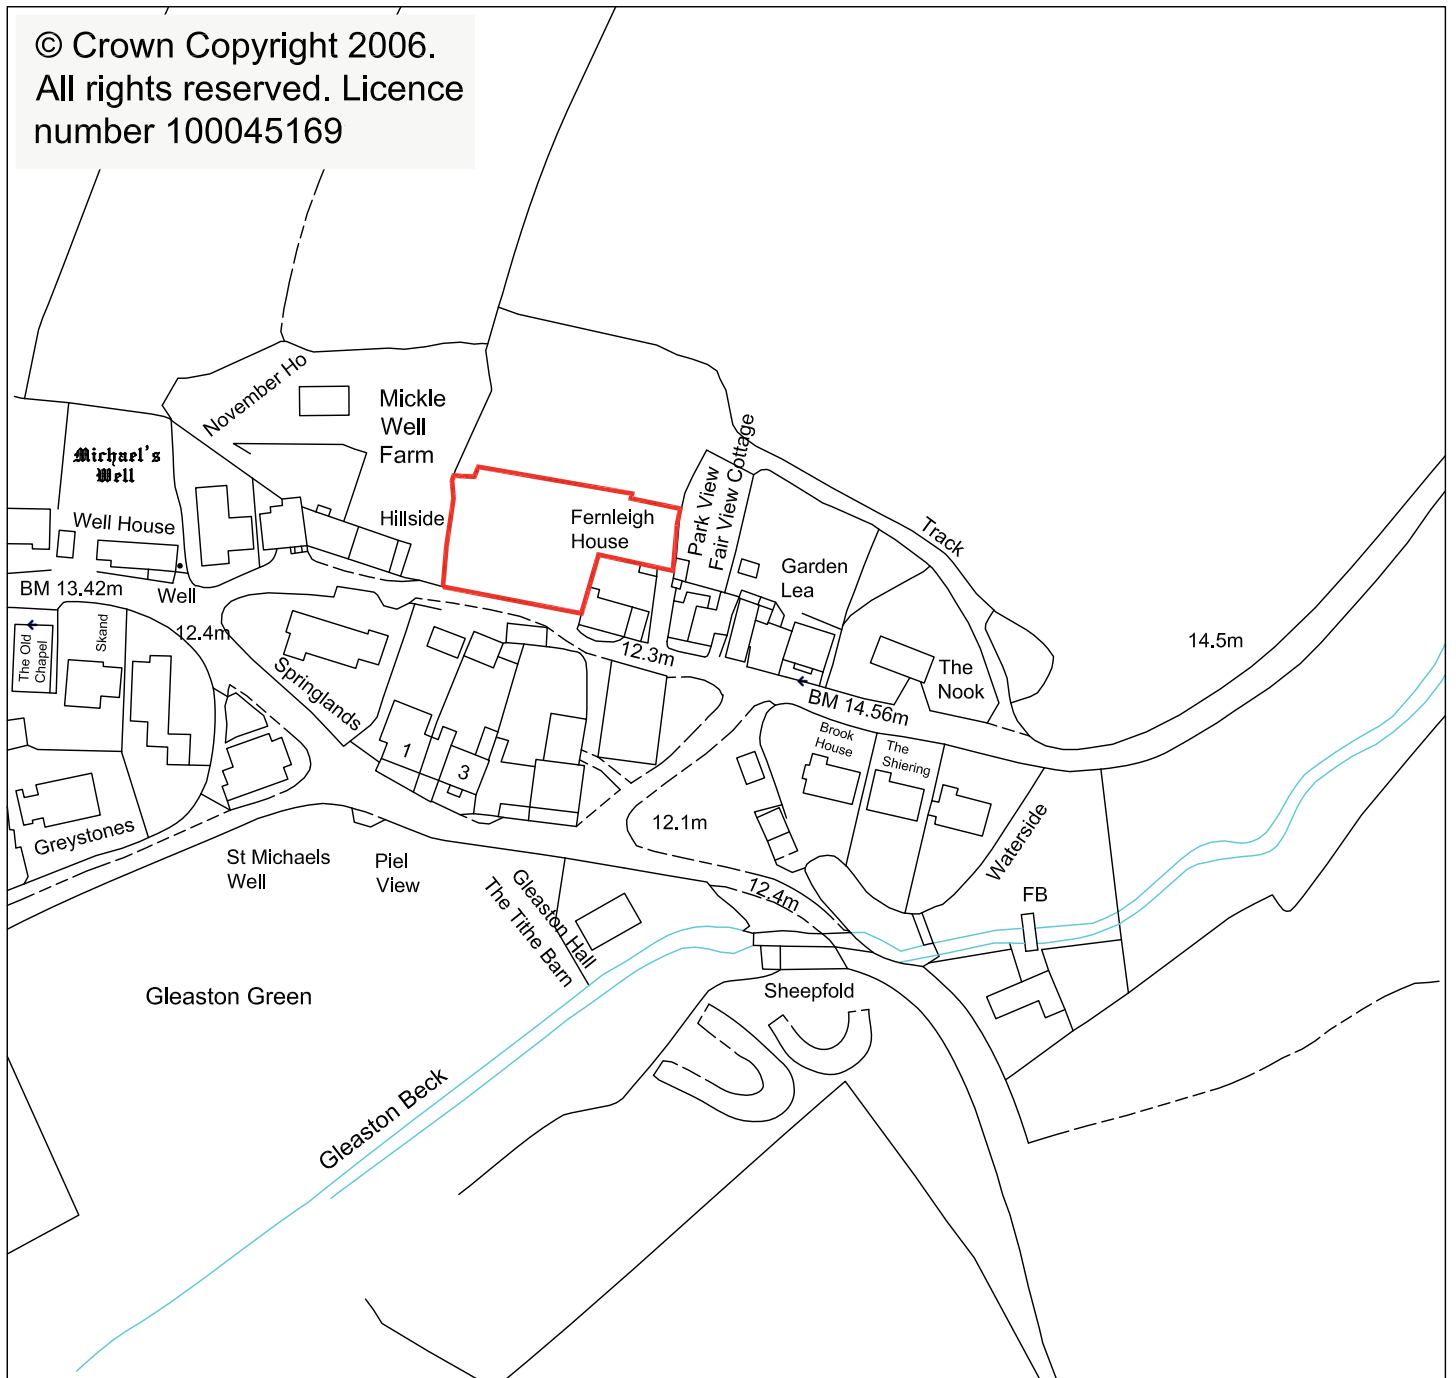 © Crown Copyright 2006.
All rights reserved. Licence
number 100045169
November Ho
Mickle
Well
Farm
Michael's
Well
Well House
Hillside
Fernleigh
House
Park View
Fair View Cottage
Track
Garden
Lea
BM 13.42m
Well
12.4m
The Old
Chapel
Skand
Springlands
12.3m
14.5m
The
Nook
BM 14.56m
Brook
House
The
Shiering
1
3
12.1m
Greystones
St Michaels
Well
Piel
View
Gleaston Hall
The Tithe Barn
12.4m
Waterside
FB
Sheepfold
Gleaston Green
Gleaston Beck